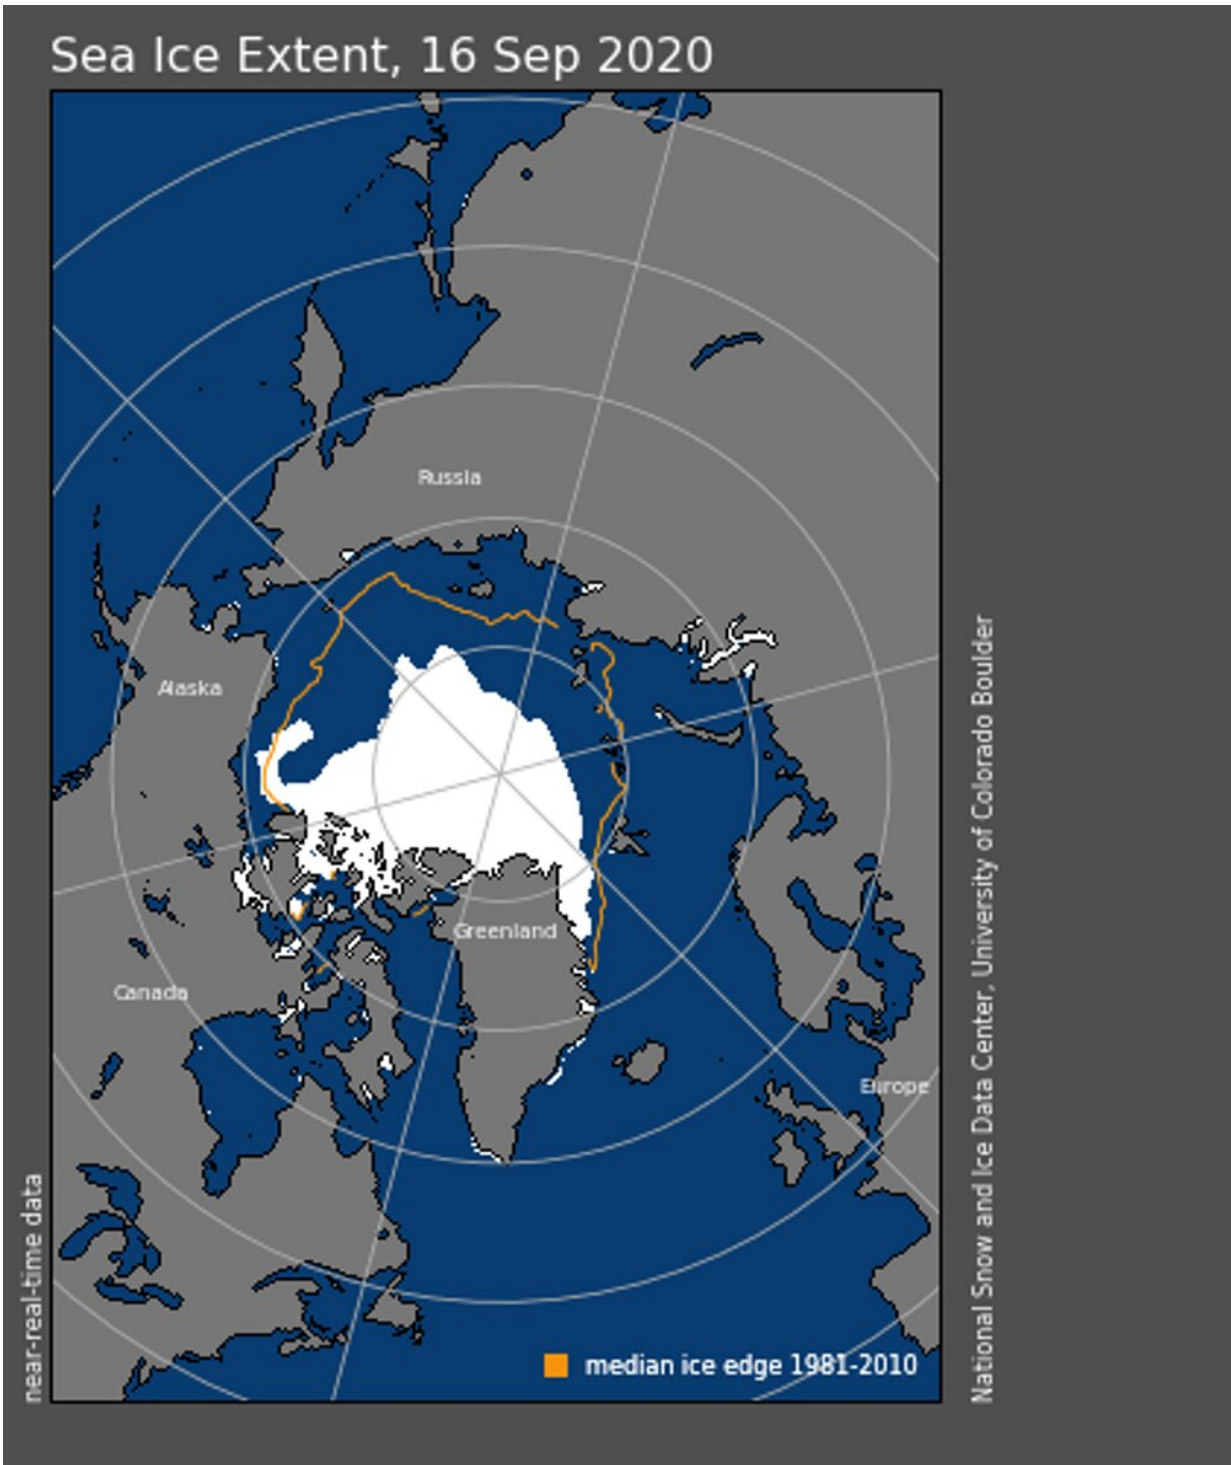 Sea Ice Extent, 16 Sep 2020
Russia
Alaska
Greenland
Canada
Europe
median ice edge 1981-2010
near-real-time data
National Snow and Ice Data Center, University of Colorado Boulder